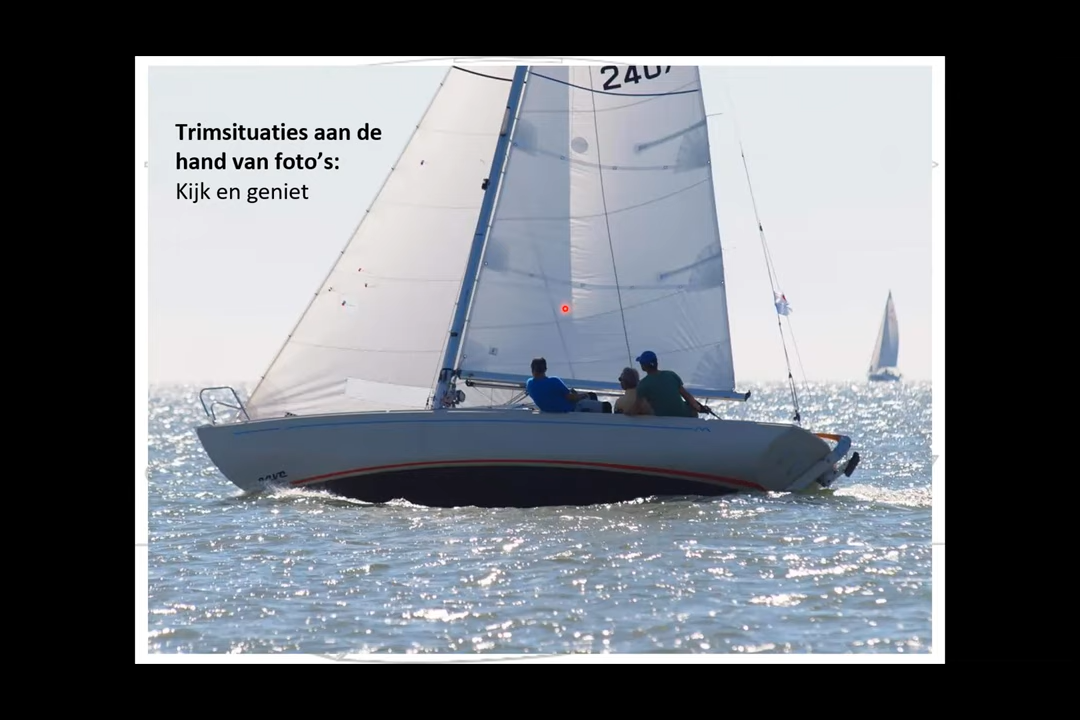 Trimsituaties aan de
hand van foto's:
Kijk en geniet